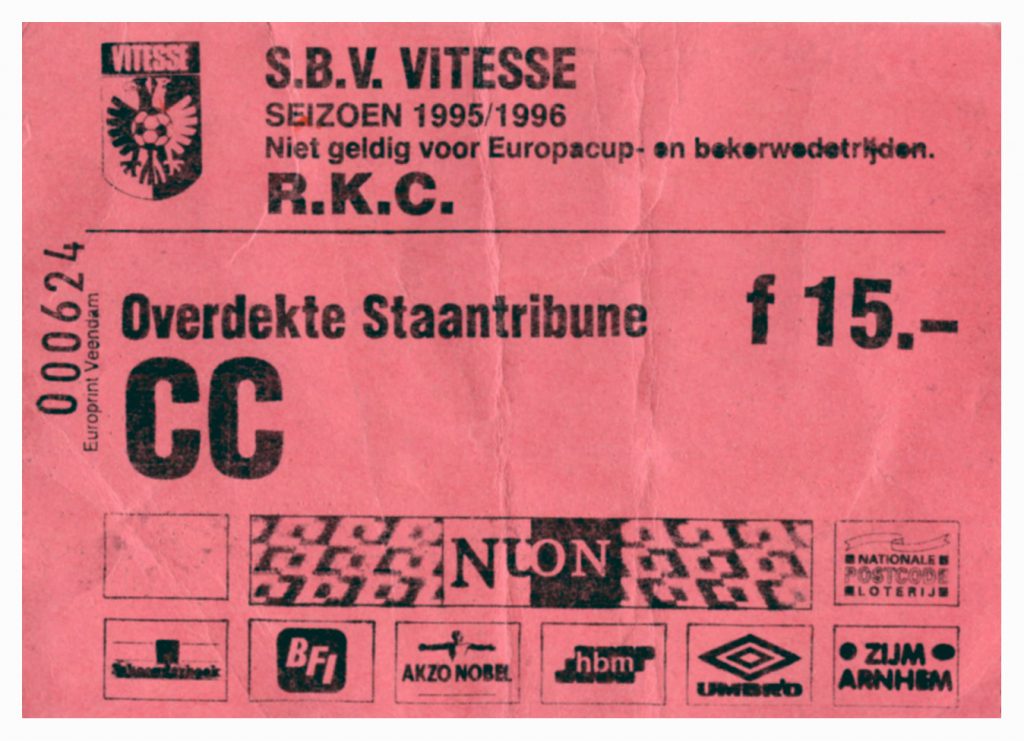 VITESSE
S.B.V. VITESSE
SEIZOEN 1995/1996
Niet geldig voor Europacup- en bekerwedstrijden.
R.K.C.
000624
Europrint Veendam
Overdekte Staantribune
f 15.-
CC
NUON
NATIONALE
POSTCODE
LOTERIJ
BFI
AKZO NOBEL
hbm
UMBRO
ZIJM
ARNHEM